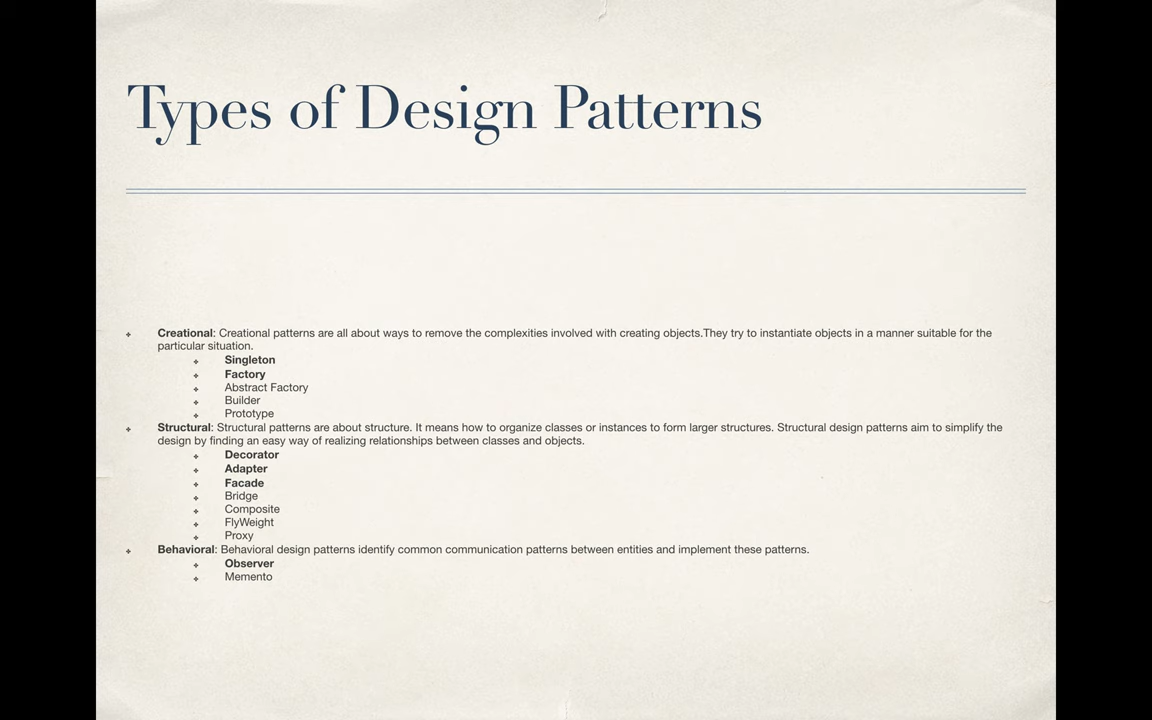 Types of Design Patterns
Creational: Creational patterns are all about ways to remove the complexities involved with creating objects.They try to instantiate objects in a manner suitable for the
particular situation.
Singleton
Factory
Abstract Factory
Builder
Prototype
Structural: Structural patterns are about structure. It means how to organize classes or instances to form larger structures. Structural design patterns aim to simplify the
design by finding an easy way of realizing relationships between classes and objects.
Decorator
Adapter
Facade
Bridge
Composite
FlyWeight
Proxy
Behavioral: Behavioral design patterns identify common communication patterns between entities and implement these patterns.
Observer
Memento